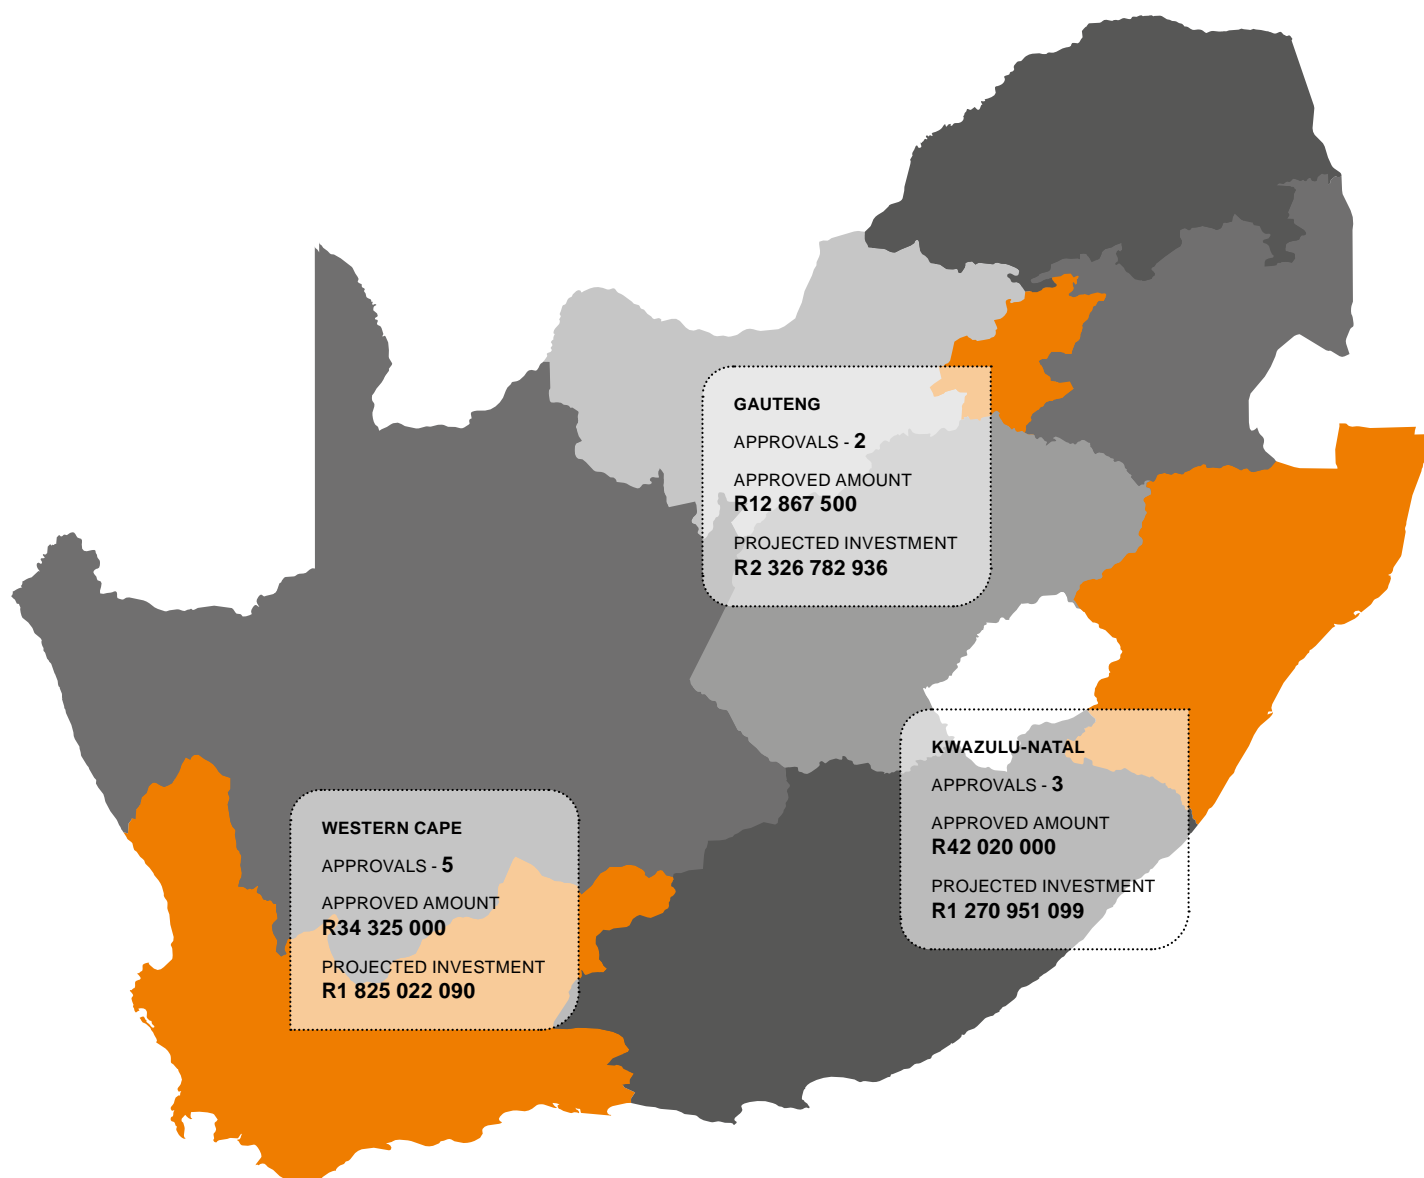 GAUTENG
APPROVALS - 2
APPROVED AMOUNT
R12 867 500
PROJECTED INVESTMENT
R2 326 782 936
KWAZULU-NATAL
APPROVALS - 3
APPROVED AMOUNT
R42 020 000
PROJECTED INVESTMENT
R1 270 951 099
WESTERN CAPE
APPROVALS - 5
APPROVED AMOUNT
R34 325 000
PROJECTED INVESTMENT
R1 825 022 090